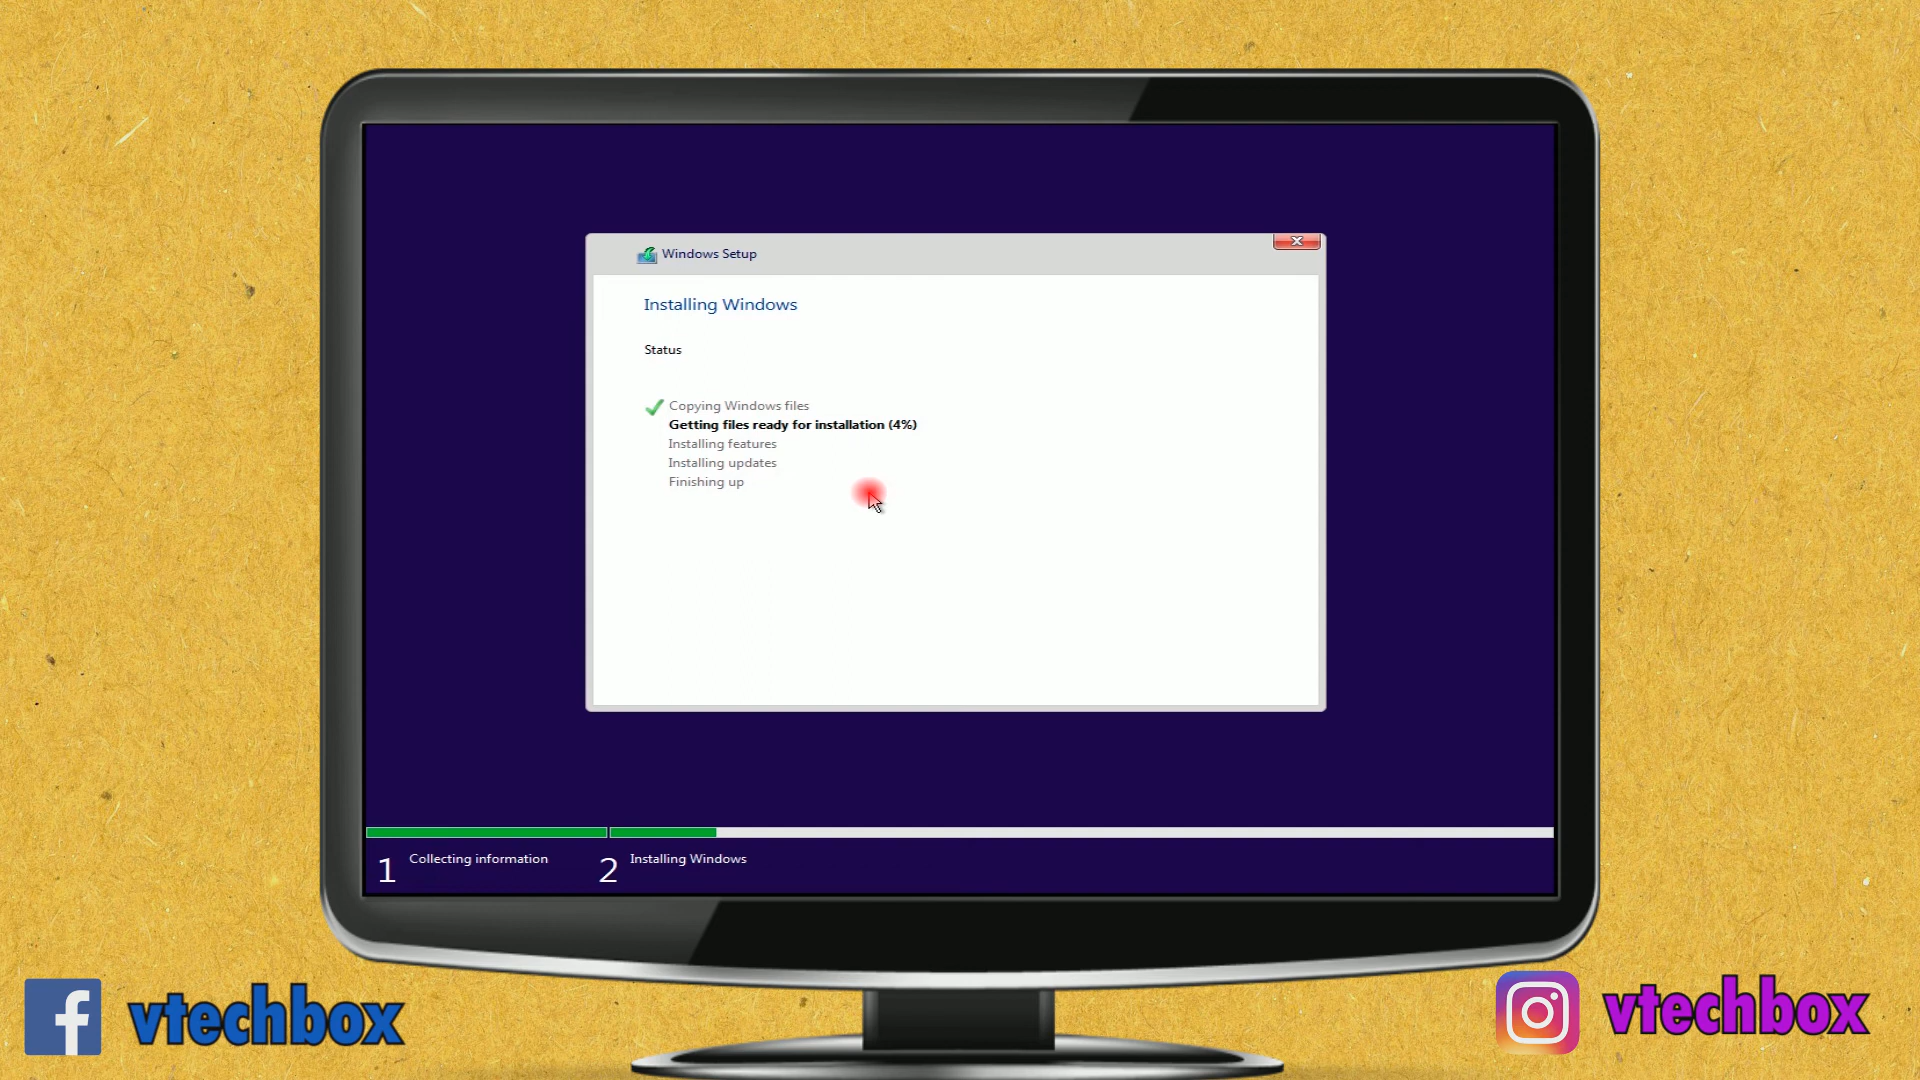 Windows Setup
Installing Windows
Status
Copying Windows files
Getting files ready for installation (4%)
Installing features
Installing updates
Finishing up
1 Collecting information
2 Installing Windows
f vtechbox
vtechbox